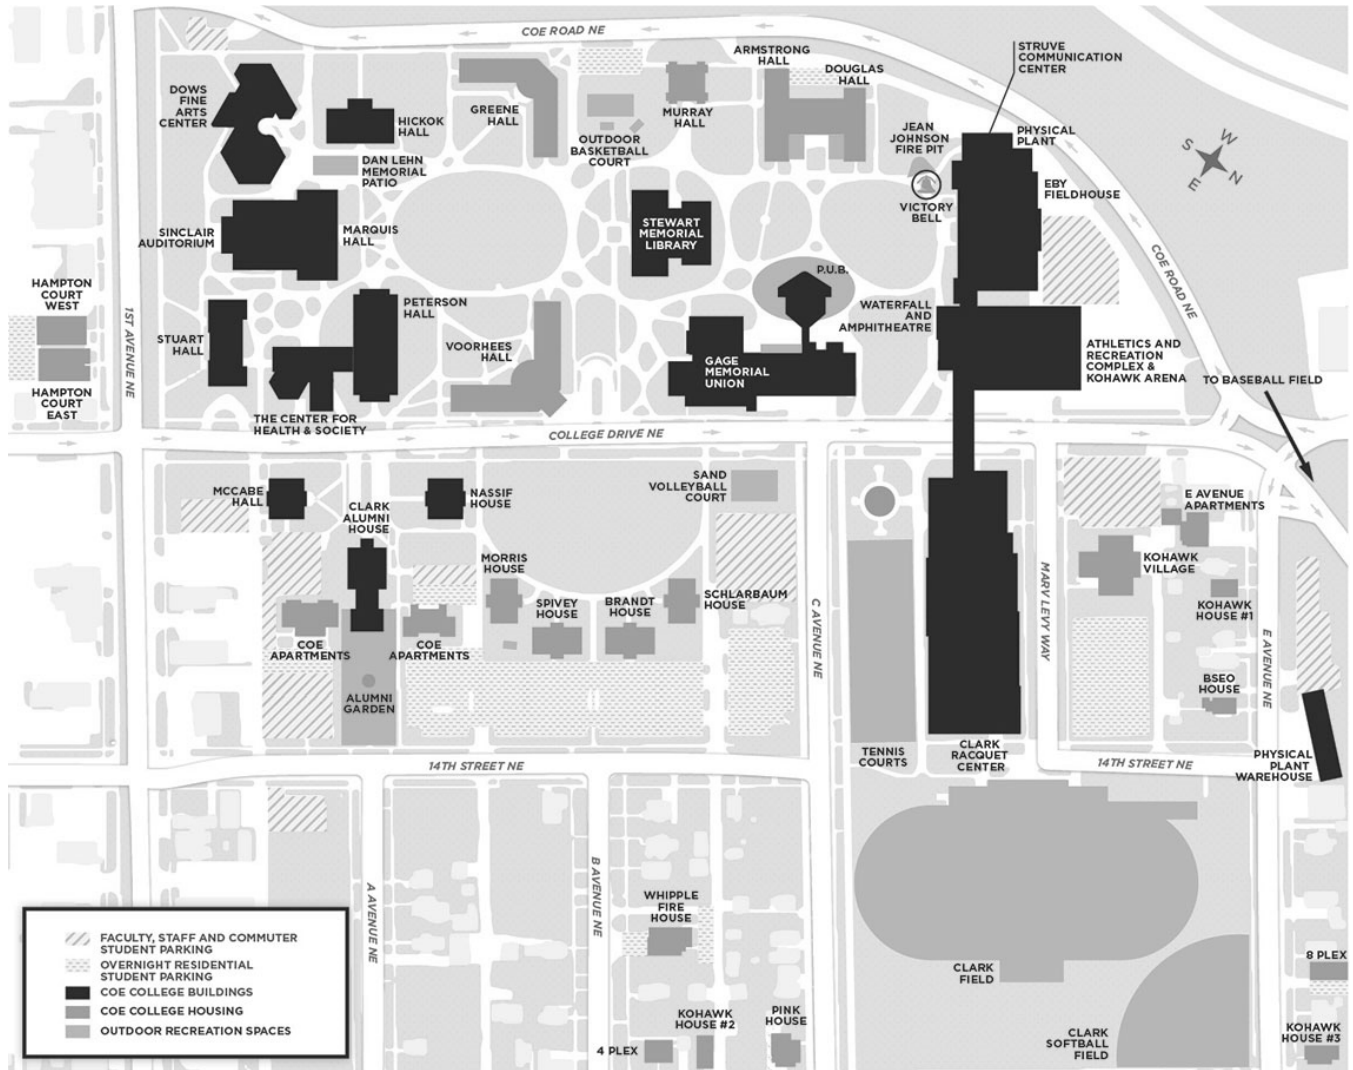 COE ROAD NE
STRUVE
COMMUNICATION
CENTER
ARMSTRONG
HALL
DOUGLAS
HALL
DOWS
FINE
ARTS
CENTER
HICKOK
HALL
GREENE
HALL
MURRAY
HALL
OUTDOOR
BASKETBALL
COURT
JEAN
JOHNSON
FIRE PIT
PHYSICAL
PLANT
W
S
N
E
DAN LEHN
MEMORIAL
PATIO
EBY
FIELDHOUSE
VICTORY
BELL
SINCLAIR
AUDITORIUM
MARQUIS
HALL
STEWART
MEMORIAL
LIBRARY
COE ROAD NE
P.U.B.
HAMPTON
COURT
WEST
1ST AVENUE NE
PETERSON
HALL
WATERFALL
AND
AMPHITHEATRE
STUART
HALL
VOORHEES
HALL
GAGE
MEMORIAL
UNION
ATHLETICS AND
RECREATION
COMPLEX &
KOHAWK ARENA
TO BASEBALL FIELD
HAMPTON
COURT
EAST
THE CENTER FOR
HEALTH & SOCIETY
COLLEGE DRIVE NE
MCCABE
HALL
NASSIF
HOUSE
SAND
VOLLEYBALL
COURT
E AVENUE
APARTMENTS
CLARK
ALUMNI
HOUSE
MORRIS
HOUSE
KOHAWK
VILLAGE
SPIVEY
HOUSE
BRANDT
HOUSE
SCHLARBAUM
HOUSE
C AVENUE NE
MARV LEVY WAY
KOHAWK
HOUSE #1
E AVENUE NE
COE
APARTMENTS
COE
APARTMENTS
BSEO
HOUSE
ALUMNI
GARDEN
TENNIS
COURTS
CLARK
RACQUET
CENTER
14TH STREET NE
14TH STREET NE
PHYSICAL
PLANT
WAREHOUSE
A AVENUE NE
B AVENUE NE
WHIPPLE
FIRE
HOUSE
CLARK
FIELD
8 PLEX
KOHAWK
HOUSE #2
PINK
HOUSE
4 PLEX
CLARK
SOFTBALL
FIELD
KOHAWK
HOUSE #3
FACULTY, STAFF AND COMMUTER
STUDENT PARKING
OVERNIGHT RESIDENTIAL
STUDENT PARKING
COE COLLEGE BUILDINGS
COE COLLEGE HOUSING
OUTDOOR RECREATION SPACES